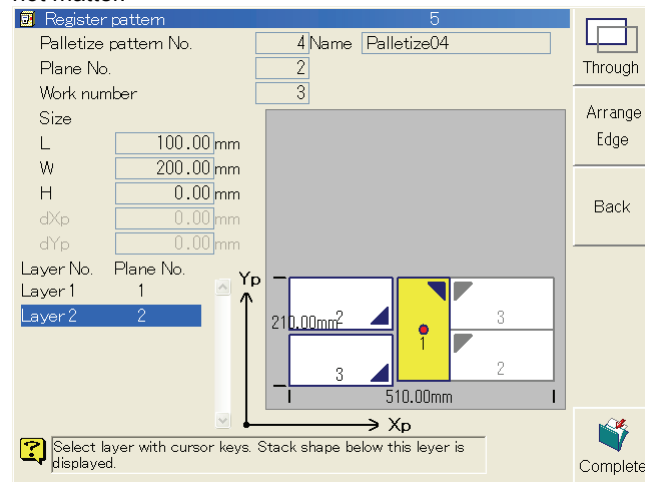 Register pattern 5
Palletize pattern No. 4 Name Palletize04
Plane No. 2
Work number 3
Size
L 100.00 mm
W 200.00 mm
H 0.00 mm
dXp 0.00 mm
dYp 0.00 mm
Layer No. Plane No.
Layer 1 1
Layer 2 2
Yp
210.00mm
2
3
1
3
2
510.00mm
Xp
Select layer with cursor keys. Stack shape below this leyer is
displayed.
Through
Arrange
Edge
Back
Complete